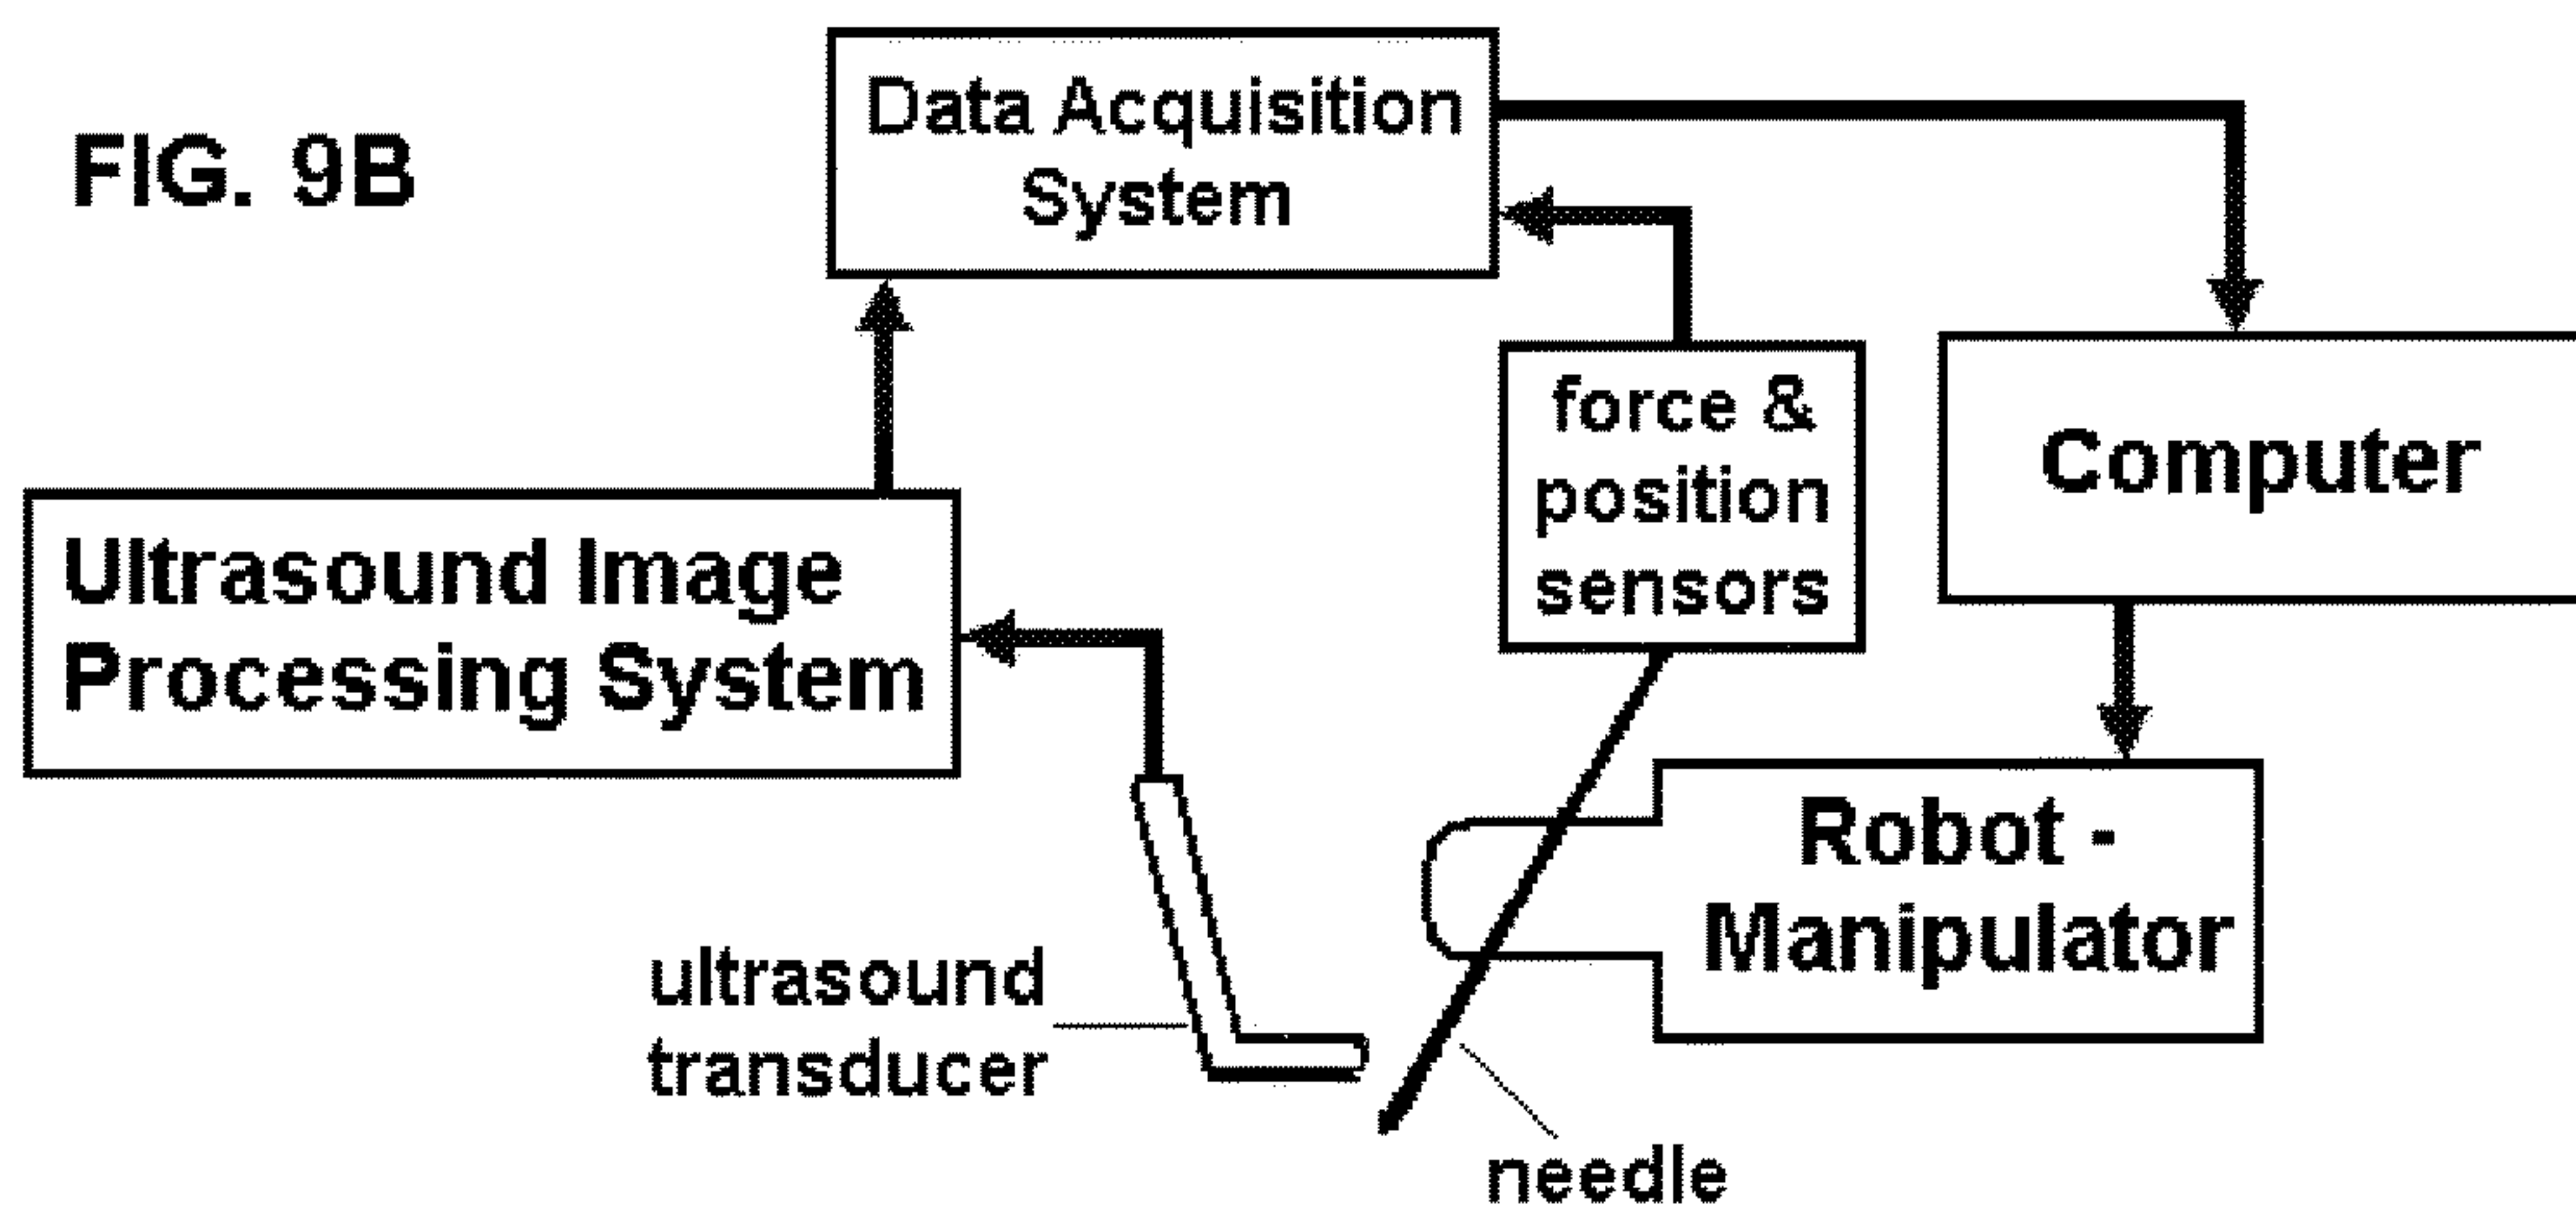 FIG. 9B
Data Acquisition
System
force &
position
sensors
Computer
Ultrasound Image
Processing System
Robot -
Manipulator
ultrasound
transducer
needle